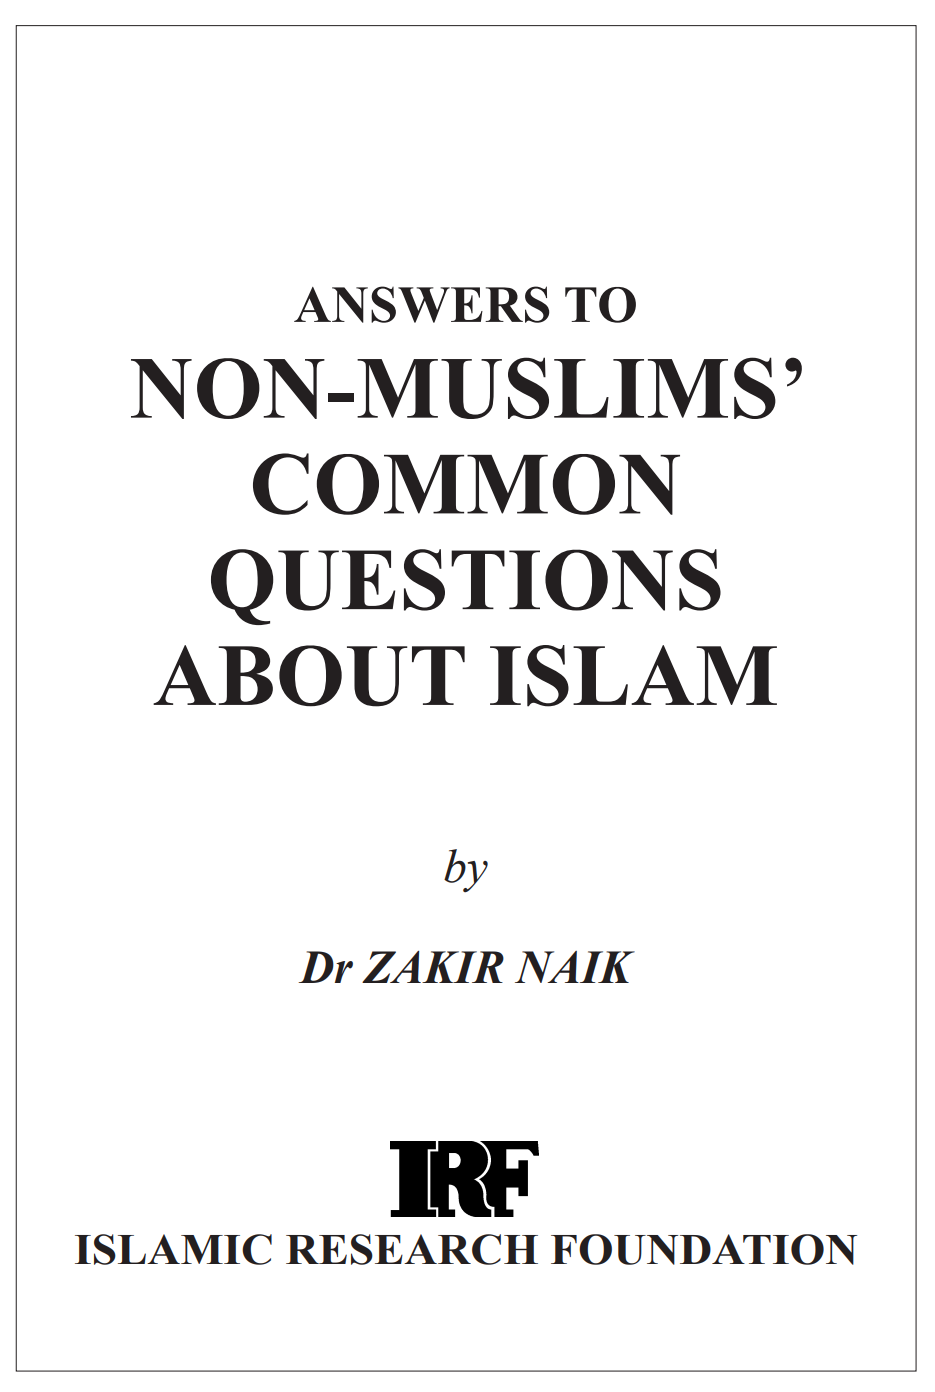 ANSWERS TO
NON-MUSLIMS’
COMMON
QUESTIONS
ABOUT ISLAM
by
Dr ZAKIR NAIK
IRF
ISLAMIC RESEARCH FOUNDATION